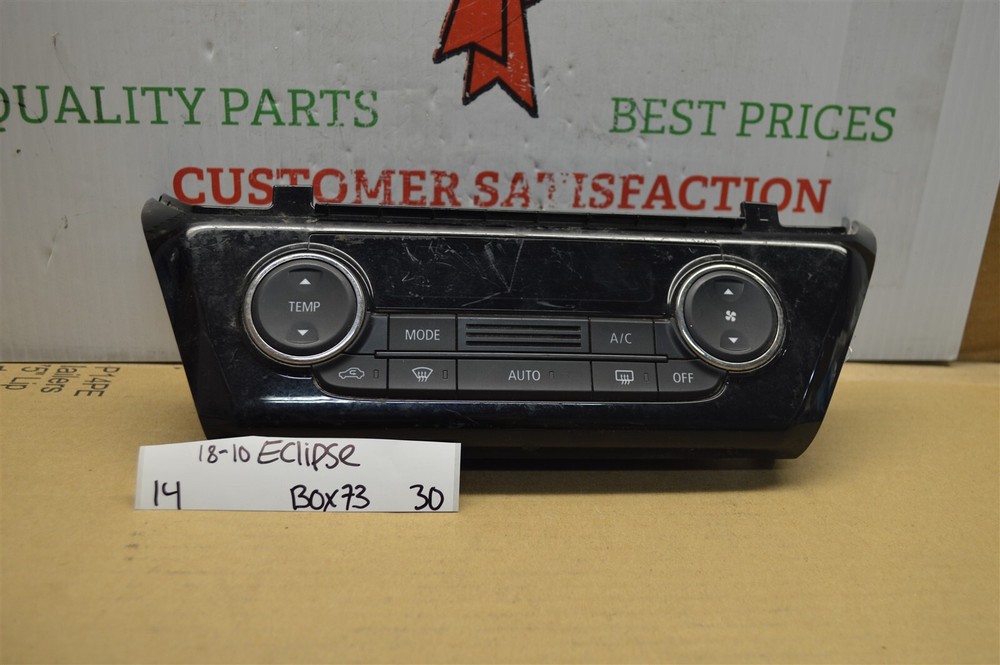 QUALITY PARTS BEST PRICES
CUSTOMER SATISFACTION
TEMP
MODE A/C
AUTO OFF
18-10 Eclipse
14 Box73 30